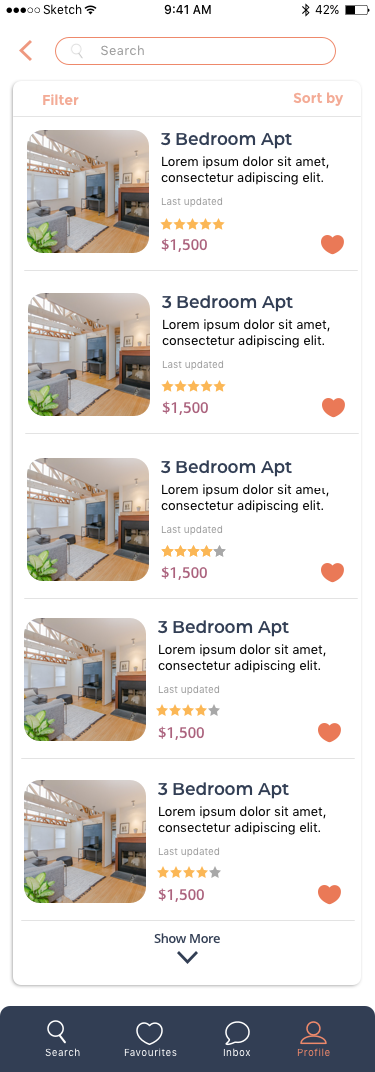 Sketch 9:41 AM 42%
Search
Filter Sort by
3 Bedroom Apt
Lorem ipsum dolor sit amet,
consectetur adipiscing elit.
Last updated
$1,500
3 Bedroom Apt
Lorem ipsum dolor sit amet,
consectetur adipiscing elit.
Last updated
$1,500
3 Bedroom Apt
Lorem ipsum dolor sit amet,
consectetur adipiscing elit.
Last updated
$1,500
3 Bedroom Apt
Lorem ipsum dolor sit amet,
consectetur adipiscing elit.
Last updated
$1,500
3 Bedroom Apt
Lorem ipsum dolor sit amet,
consectetur adipiscing elit.
Last updated
$1,500
Show More
Search Favourites Inbox Profile